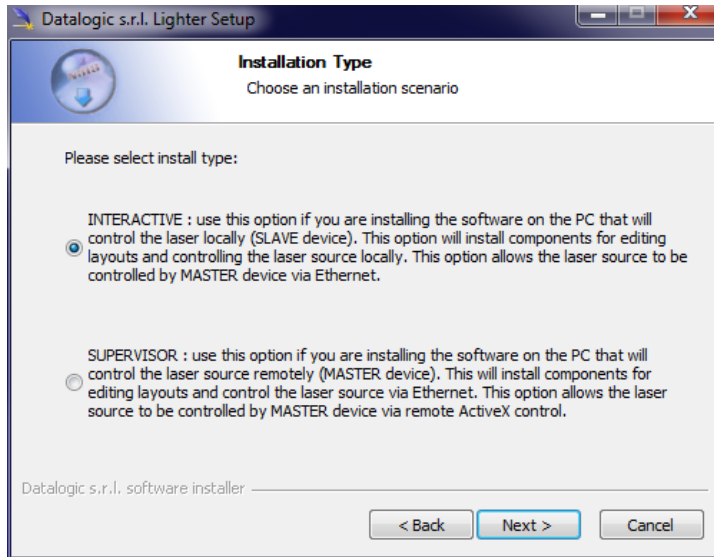 Datalogic s.r.l. Lighter Setup
Installation Type
Choose an installation scenario
Please select install type:
INTERACTIVE : use this option if you are installing the software on the PC that will
control the laser locally (SLAVE device). This option will install components for editing
layouts and controlling the laser source locally. This option allows the laser source to be
controlled by MASTER device via Ethernet.
SUPERVISOR : use this option if you are installing the software on the PC that will
control the laser source remotely (MASTER device). This will install components for
editing layouts and control the laser source via Ethernet. This option allows the laser
source to be controlled by MASTER device via remote ActiveX control.
Datalogic s.r.l. software installer
< Back
Next >
Cancel